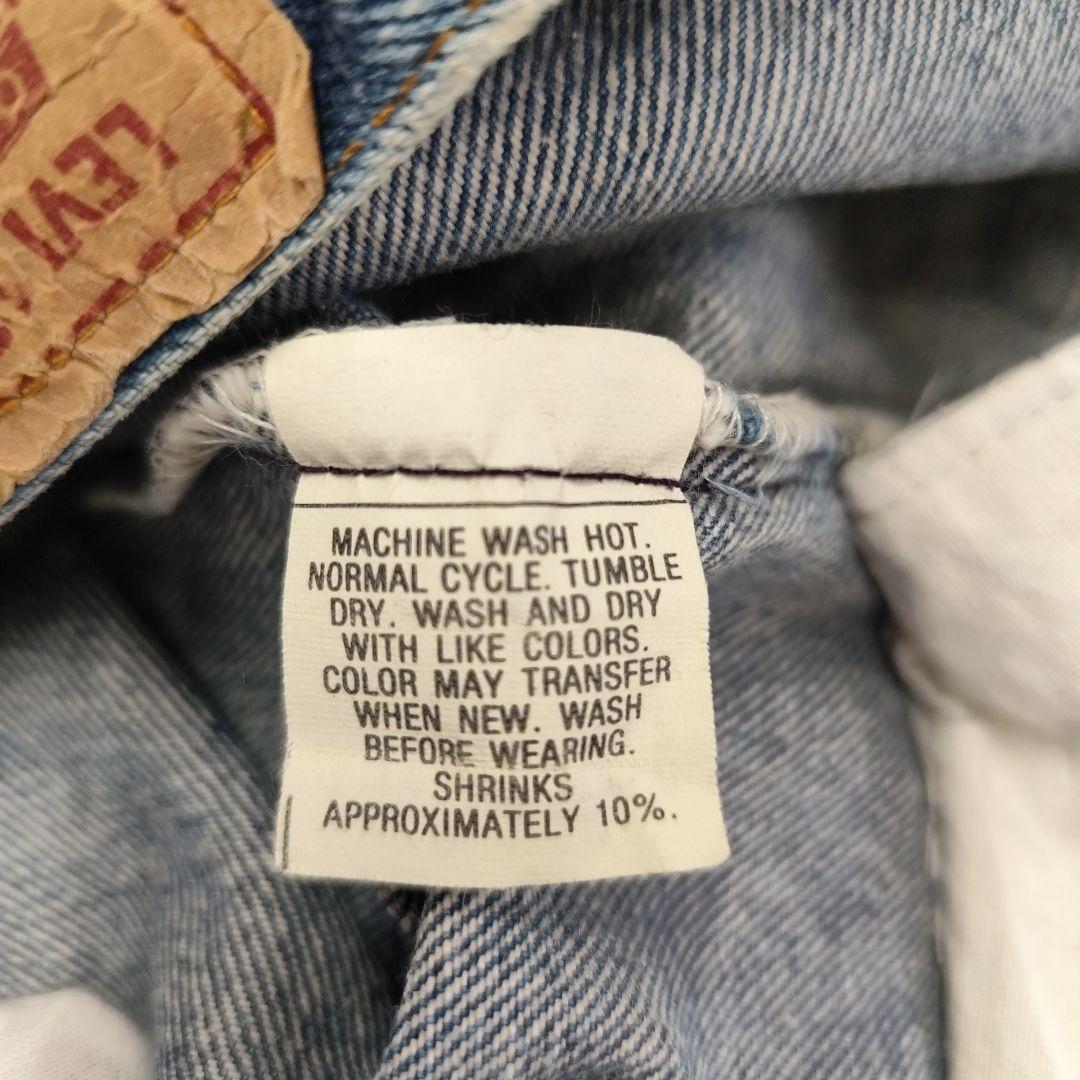 LEVI
MACHINE WASH HOT.
NORMAL CYCLE. TUMBLE
DRY. WASH AND DRY
WITH LIKE COLORS.
COLOR MAY TRANSFER
WHEN NEW. WASH
BEFORE WEARING.
SHRINKS
APPROXIMATELY 10%.